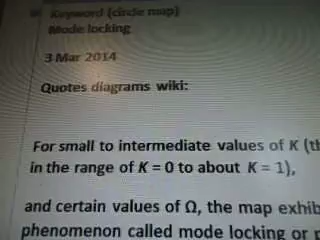 Keyword (circle map)
Mode locking
3 Mar 2014
Quotes diagrams wiki:
For small to intermediate values of K (th
in the range of K = 0 to about K = 1),
and certain values of Ω, the map exhib
phenomenon called mode locking or